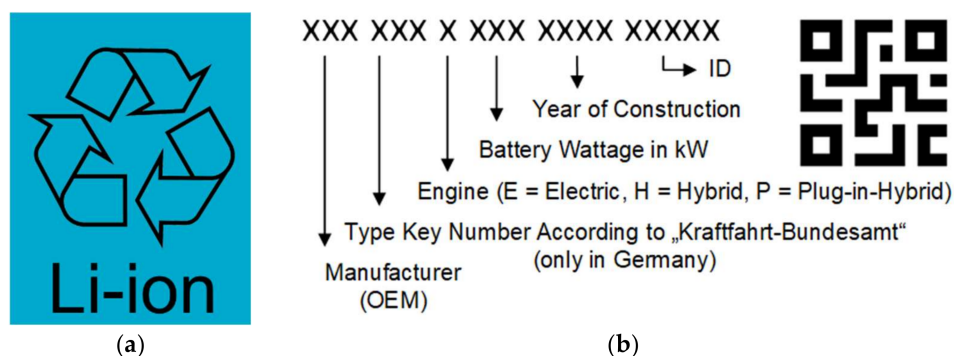 Li-ion
(a)
XXX XXX X XXX XXXX XXXXX
ID
Year of Construction
Battery Wattage in kW
Engine (E = Electric, H = Hybrid, P = Plug-in-Hybrid)
Type Key Number According to „Kraftfahrt-Bundesamt“
(only in Germany)
Manufacturer
(OEM)
(b)